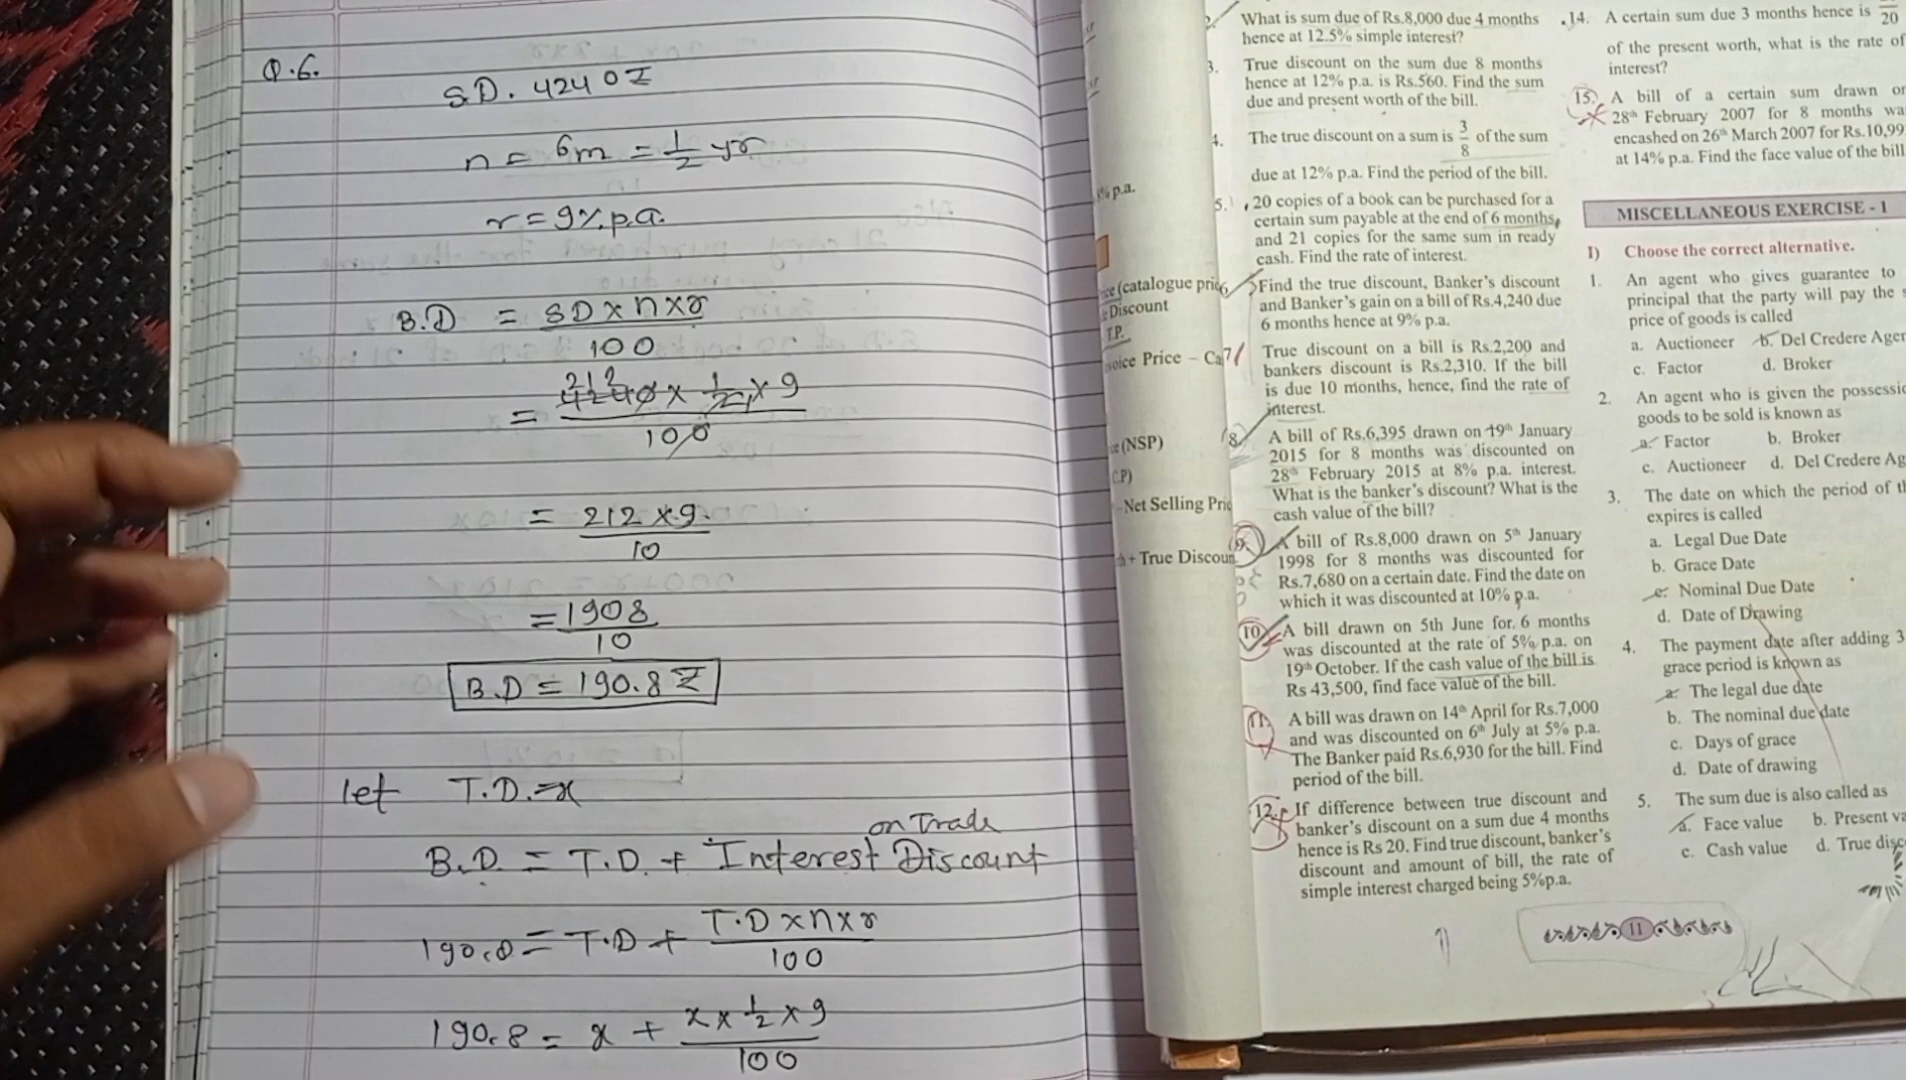 Q.6.
S.D. 4240 ₹
n = 6m = 1/2 yr
r = 9% p.a.
B.D = SD x n x r
100
= 4240 x 1/2 x 9
212
100
= 212 x 9.
10
= 1908
10
B.D = 190.8 ₹
let T.D. = x
on Trade
B.D. = T.D. + Interest Discount
190.8 = T.D + T.D x n x r
100
190.8 = x + x x 1/2 x 9
100
8% p.a.
(catalogue pric
Discount
T.P.
Price - Ca
(NSP)
Net Selling Pric
+ True Discoun
What is sum due of Rs.8,000 due 4 months
hence at 12.5% simple interest?
3. True discount on the sum due 8 months
hence at 12% p.a. is Rs.560. Find the sum
due and present worth of the bill.
4. The true discount on a sum is 3/8 of the sum
due at 12% p.a. Find the period of the bill.
5. 20 copies of a book can be purchased for a
certain sum payable at the end of 6 months,
and 21 copies for the same sum in ready
cash. Find the rate of interest.
6. Find the true discount, Banker's discount
and Banker's gain on a bill of Rs.4,240 due
6 months hence at 9% p.a.
7. True discount on a bill is Rs.2,200 and
bankers discount is Rs.2,310. If the bill
is due 10 months, hence, find the rate of
interest.
8. A bill of Rs.6,395 drawn on 19th January
2015 for 8 months was discounted on
28th February 2015 at 8% p.a. interest.
What is the banker's discount? What is the
cash value of the bill?
9. A bill of Rs.8,000 drawn on 5th January
1998 for 8 months was discounted for
Rs.7,680 on a certain date. Find the date on
which it was discounted at 10% p.a.
10. A bill drawn on 5th June for 6 months
was discounted at the rate of 5% p.a. on
19th October. If the cash value of the bill is
Rs 43,500, find face value of the bill.
11. A bill was drawn on 14th April for Rs.7,000
and was discounted on 6th July at 5% p.a.
The Banker paid Rs.6,930 for the bill. Find
period of the bill.
12. If difference between true discount and
banker's discount on a sum due 4 months
hence is Rs 20. Find true discount, banker's
discount and amount of bill, the rate of
simple interest charged being 5%p.a.
14. A certain sum due 3 months hence is
20
of the present worth, what is the rate of
interest?
15. A bill of a certain sum drawn on
28th February 2007 for 8 months wa
encashed on 26th March 2007 for Rs.10,99
at 14% p.a. Find the face value of the bill
MISCELLANEOUS EXERCISE - 1
I) Choose the correct alternative.
1. An agent who gives guarantee to
principal that the party will pay the s
price of goods is called
a. Auctioneer b. Del Credere Agen
c. Factor d. Broker
2. An agent who is given the possessio
goods to be sold is known as
a. Factor b. Broker
c. Auctioneer d. Del Credere Ag
3. The date on which the period of th
expires is called
a. Legal Due Date
b. Grace Date
c. Nominal Due Date
d. Date of Drawing
4. The payment date after adding 3
grace period is known as
a. The legal due date
b. The nominal due date
c. Days of grace
d. Date of drawing
5. The sum due is also called as
a. Face value b. Present va
c. Cash value d. True disc
11